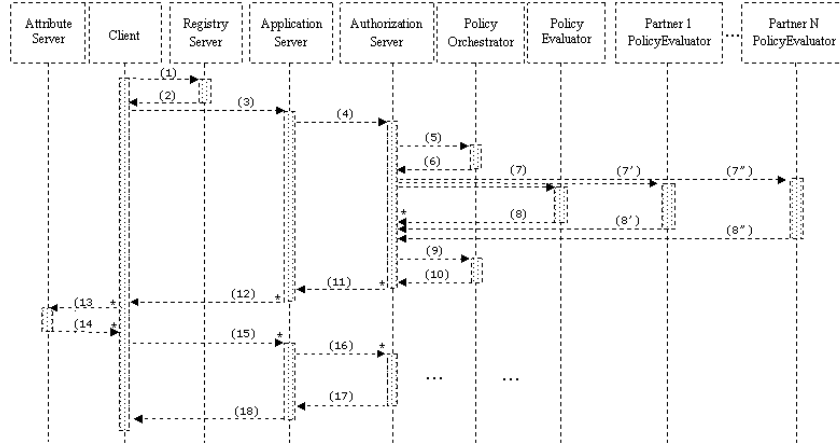 Attribute
Server
Client
Registry
Server
Application
Server
Authorization
Server
Policy
Orchestrator
Policy
Evaluator
Partner 1
PolicyEvaluator
...
Partner N
PolicyEvaluator
(1)
(2)
(3)
(4)
(5)
(6)
(7)
(7')
(7")
* (8)
(8')
(8")
(9)
(10)
(11) *
(12) *
(13 *
(14 *
(15) *
(16) *
... ...
(17)
(18)